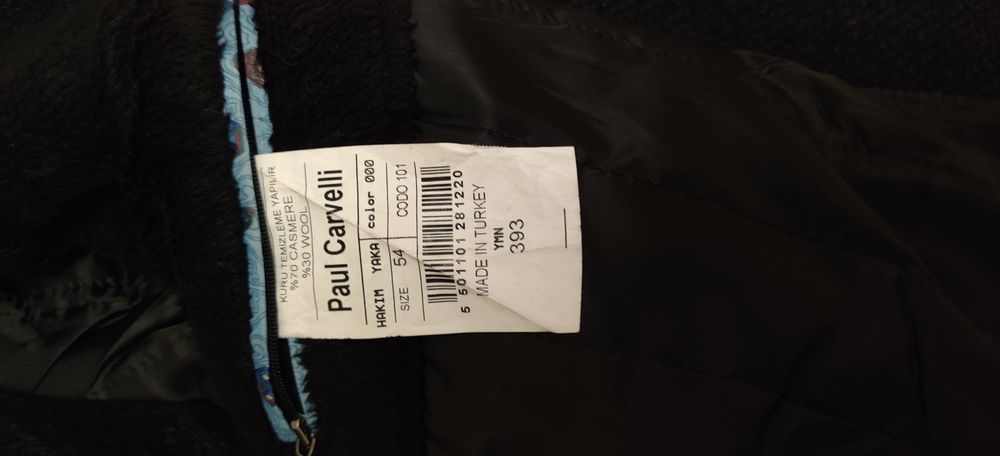 KURU TEMİZLEME YAPILIR
%70 CASMERE
%30 WOOL
Paul Carvelli
HAKIM YAKA color 000
SIZE 54 CODO 101
5 501101 281220
MADE IN TURKEY
YMN
393